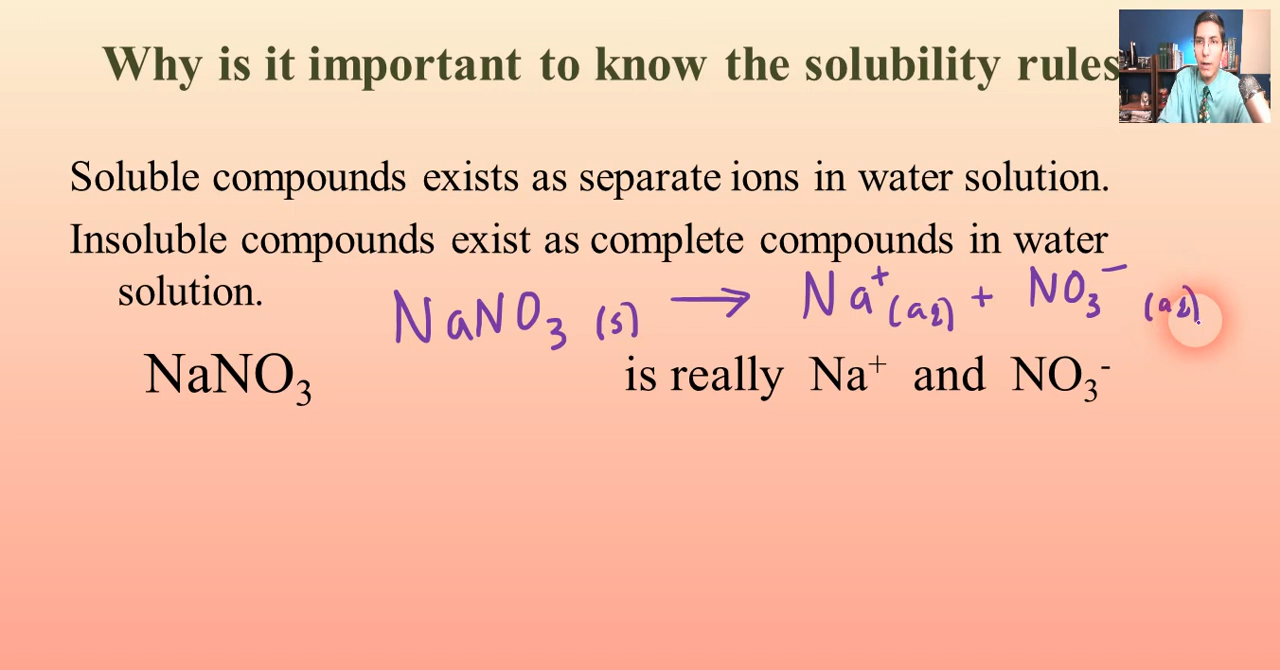 Why is it important to know the solubility rules
Soluble compounds exists as separate ions in water solution.
Insoluble compounds exist as complete compounds in water
solution.
NaNO₃ (s) → Na⁺ (aq) + NO₃⁻ (aq)
NaNO₃ is really Na⁺ and NO₃⁻